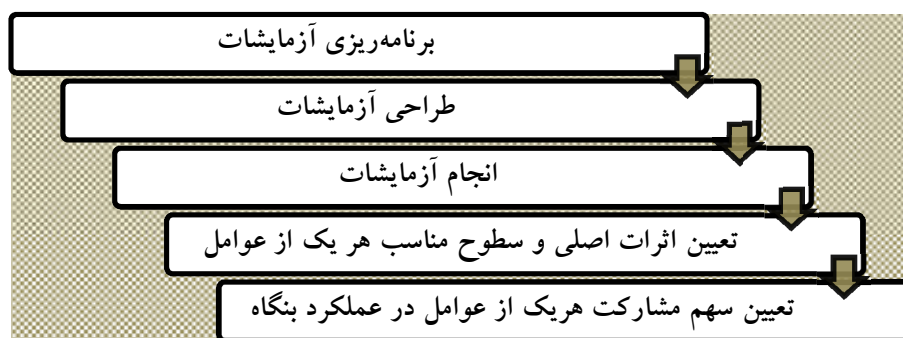 برنامه‌ریزی آزمایشات
طراحی آزمایشات
انجام آزمایشات
تعیین اثرات اصلی و سطوح مناسب هر یک از عوامل
تعیین سهم مشارکت هریک از عوامل در عملکرد بنگاه